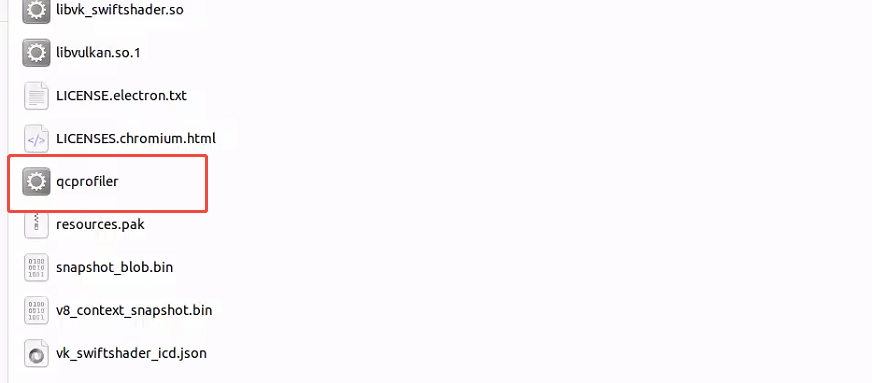 libvk_swiftshader.so
libvulkan.so.1
LICENSE.electron.txt
LICENSES.chromium.html
qcprofiler
resources.pak
snapshot_blob.bin
v8_context_snapshot.bin
vk_swiftshader_icd.json